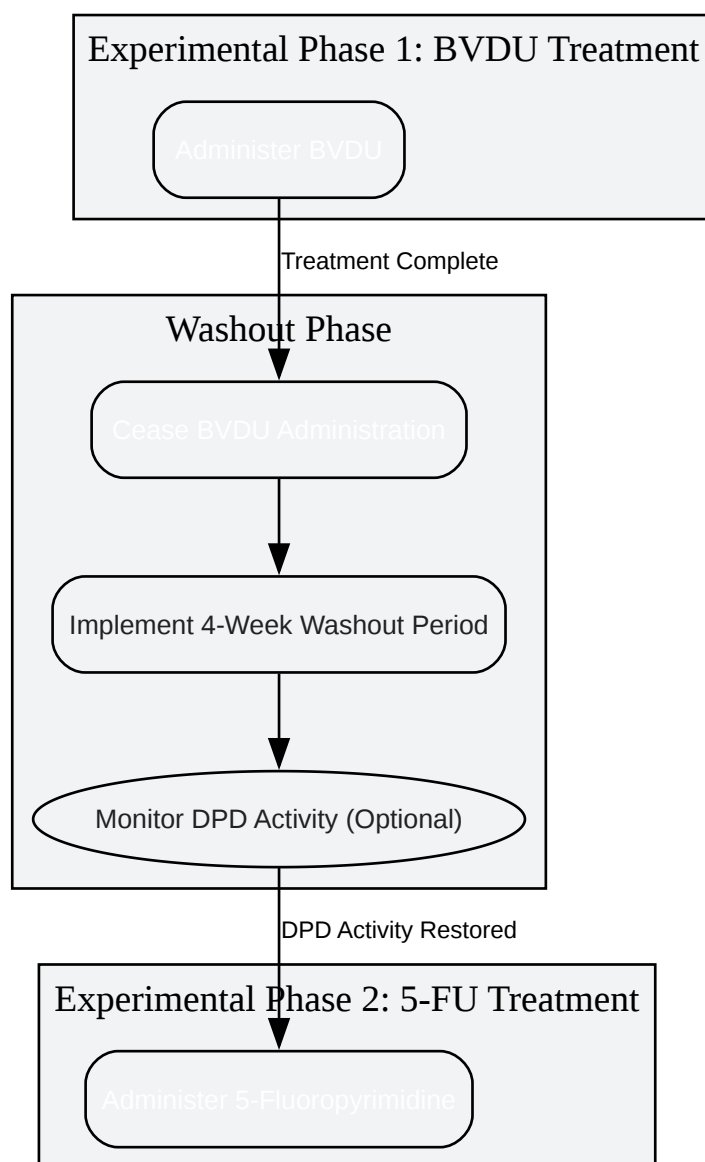 Experimental Phase 1: BVDU Treatment
Administer BVDU
Treatment Complete
Washout Phase
Cease BVDU Administration
Implement 4-Week Washout Period
Monitor DPD Activity (Optional)
DPD Activity Restored
Experimental Phase 2: 5-FU Treatment
Administer 5-Fluoropyrimidine